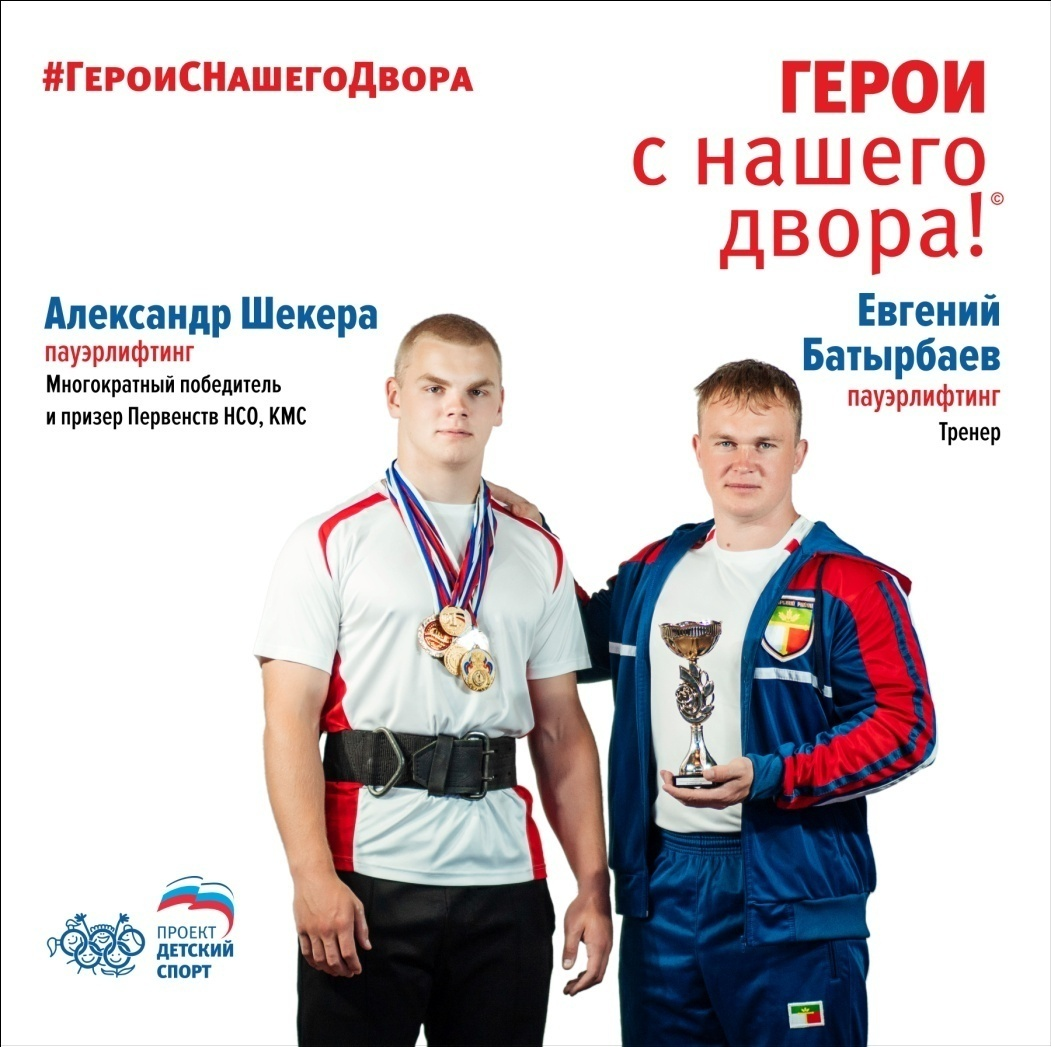 #ГероиСНашегоДвора
ГЕРОИ
с нашего
двора!©
Александр Шекера
пауэрлифтинг
Многократный победитель
и призер Первенств НСО, КМС
Евгений
Батырбаев
пауэрлифтинг
Тренер
ПРОЕКТ
ДЕТСКИЙ
СПОРТ